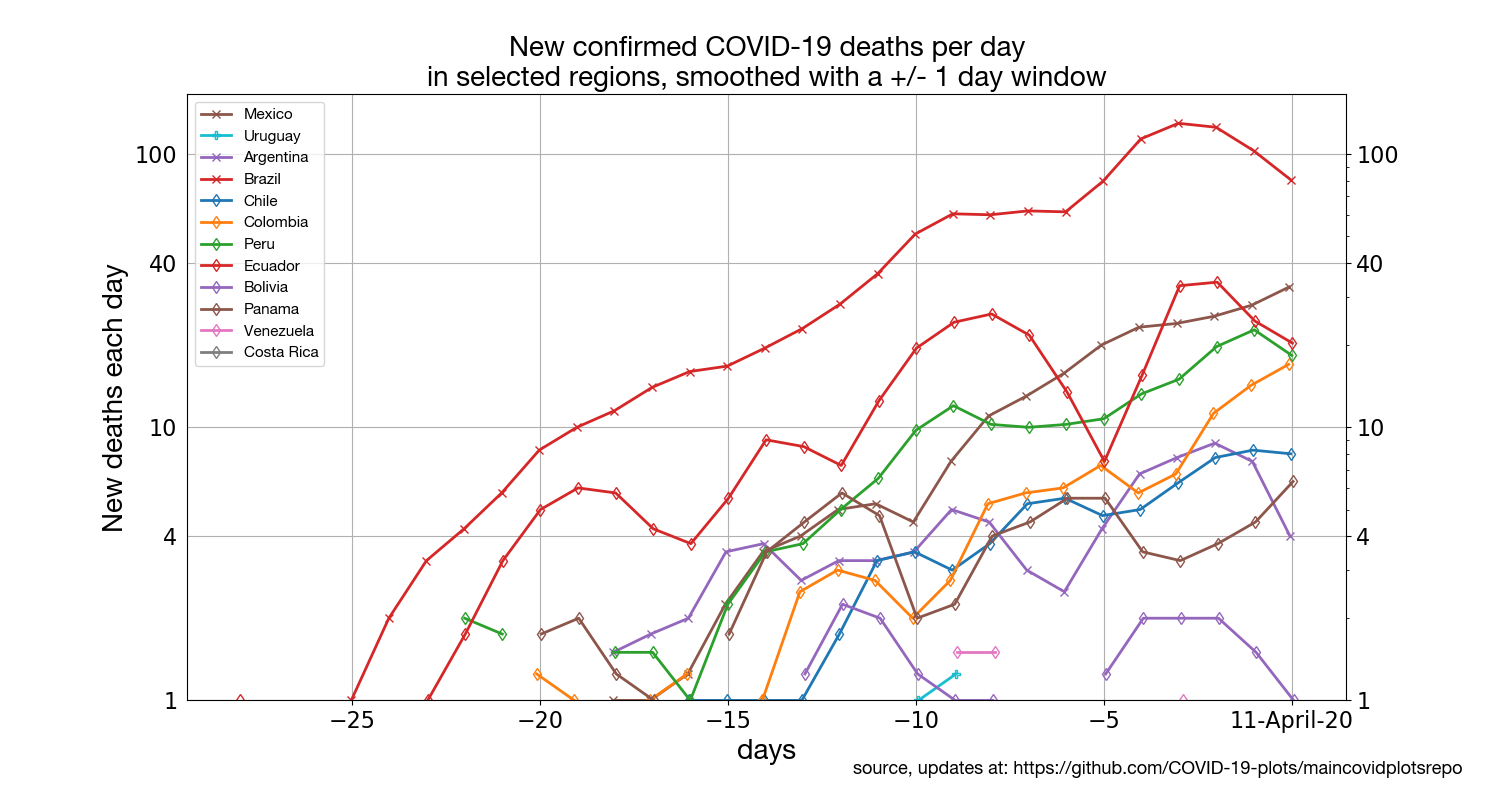 New confirmed COVID-19 deaths per day
in selected regions, smoothed with a +/- 1 day window
Mexico
Uruguay
Argentina
Brazil
Chile
Colombia
Peru
Ecuador
Bolivia
Panama
Venezuela
Costa Rica
New deaths each day
100
40
10
4
1
100
40
10
4
1
−25
−20
−15
−10
−5
11-April-20
days
source, updates at: https://github.com/COVID-19-plots/maincovidplotsrepo